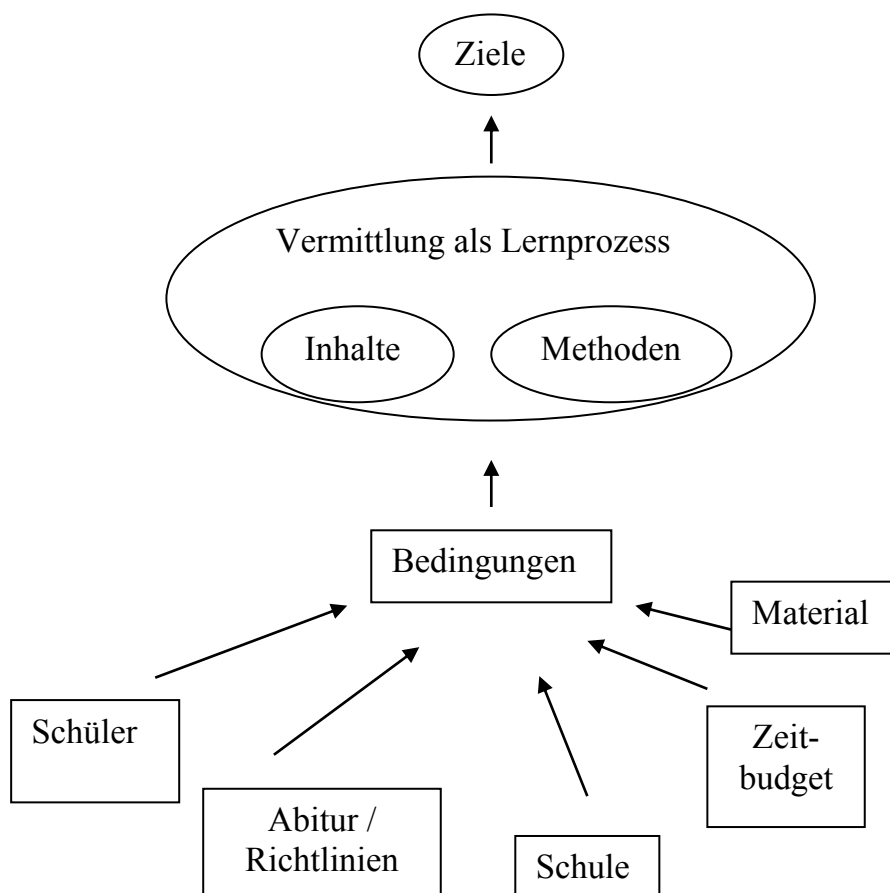 Ziele
Vermittlung als Lernprozess
Inhalte
Methoden
Bedingungen
Material
Schüler
Zeit-
budget
Abitur /
Richtlinien
Schule